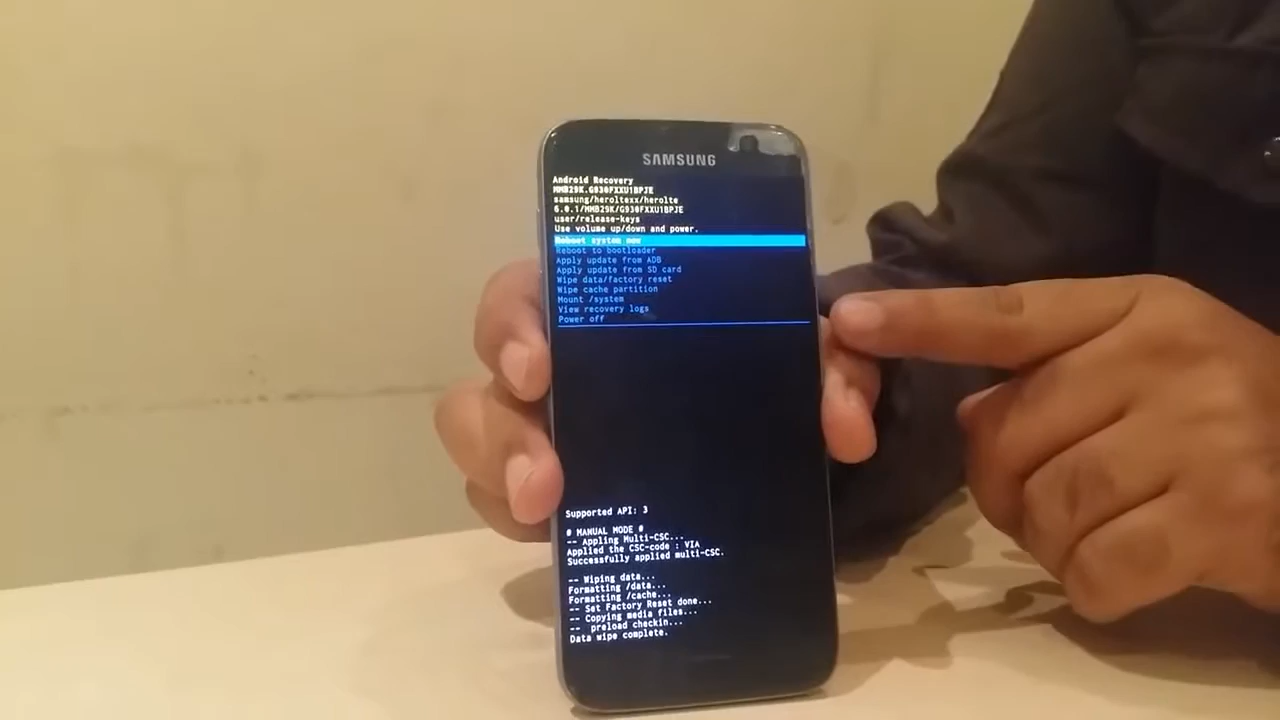 SAMSUNG
Android Recovery
MMB29K.G930FXXU1BPJE
samsung/heroltexx/herolte
6.0.1/MMB29K/G930FXXU1BPJE
user/release-keys
Use volume up/down and power.
Reboot system now
Reboot to bootloader
Apply update from ADB
Apply update from SD card
Wipe data/factory reset
Wipe cache partition
Mount /system
View recovery logs
Power off
Supported API: 3
# MANUAL MODE #
-- Appling Multi-CSC...
Applied the CSC-code : VIA
Successfully applied multi-CSC.
-- Wiping data...
Formatting /data...
Formatting /cache...
-- Set Factory Reset done...
-- Copying media files...
-- preload checkin...
Data wipe complete.